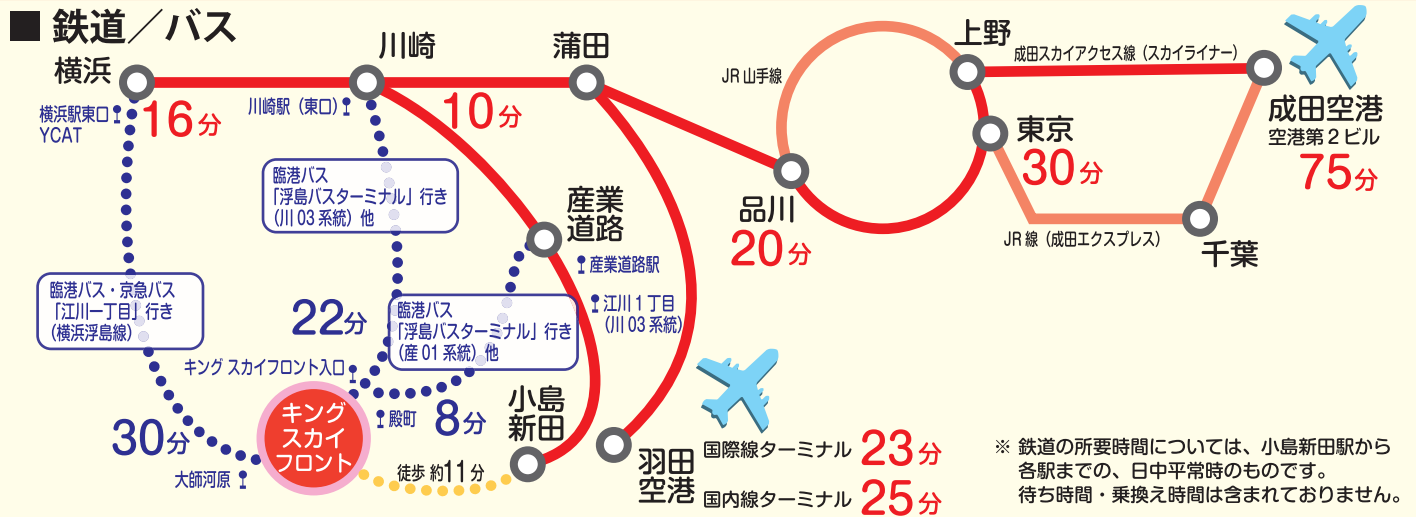 ■ 鉄道／バス
横浜
16分
横浜駅東口
YCAT
川崎
川崎駅（東口）
10分
蒲田
JR山手線
上野
成田スカイアクセス線（スカイライナー）
成田空港
空港第2ビル
75分
東京
30分
品川
20分
JR線（成田エクスプレス）
千葉
臨港バス
「浮島バスターミナル」行き
（川03系統）他
産業
道路
産業道路駅
江川1丁目
（川03系統）
臨港バス・京急バス
「江川一丁目」行き
（横浜浮島線）
22分
臨港バス
「浮島バスターミナル」行き
（産01系統）他
キング スカイフロント入口
殿町
8分
30分
大師河原
キング
スカイ
フロント
徒歩 約11分
小島
新田
羽田
空港
国際線ターミナル 23分
国内線ターミナル 25分
※ 鉄道の所要時間については、小島新田駅から
各駅までの、日中平常時のものです。
待ち時間・乗換え時間は含まれておりません。